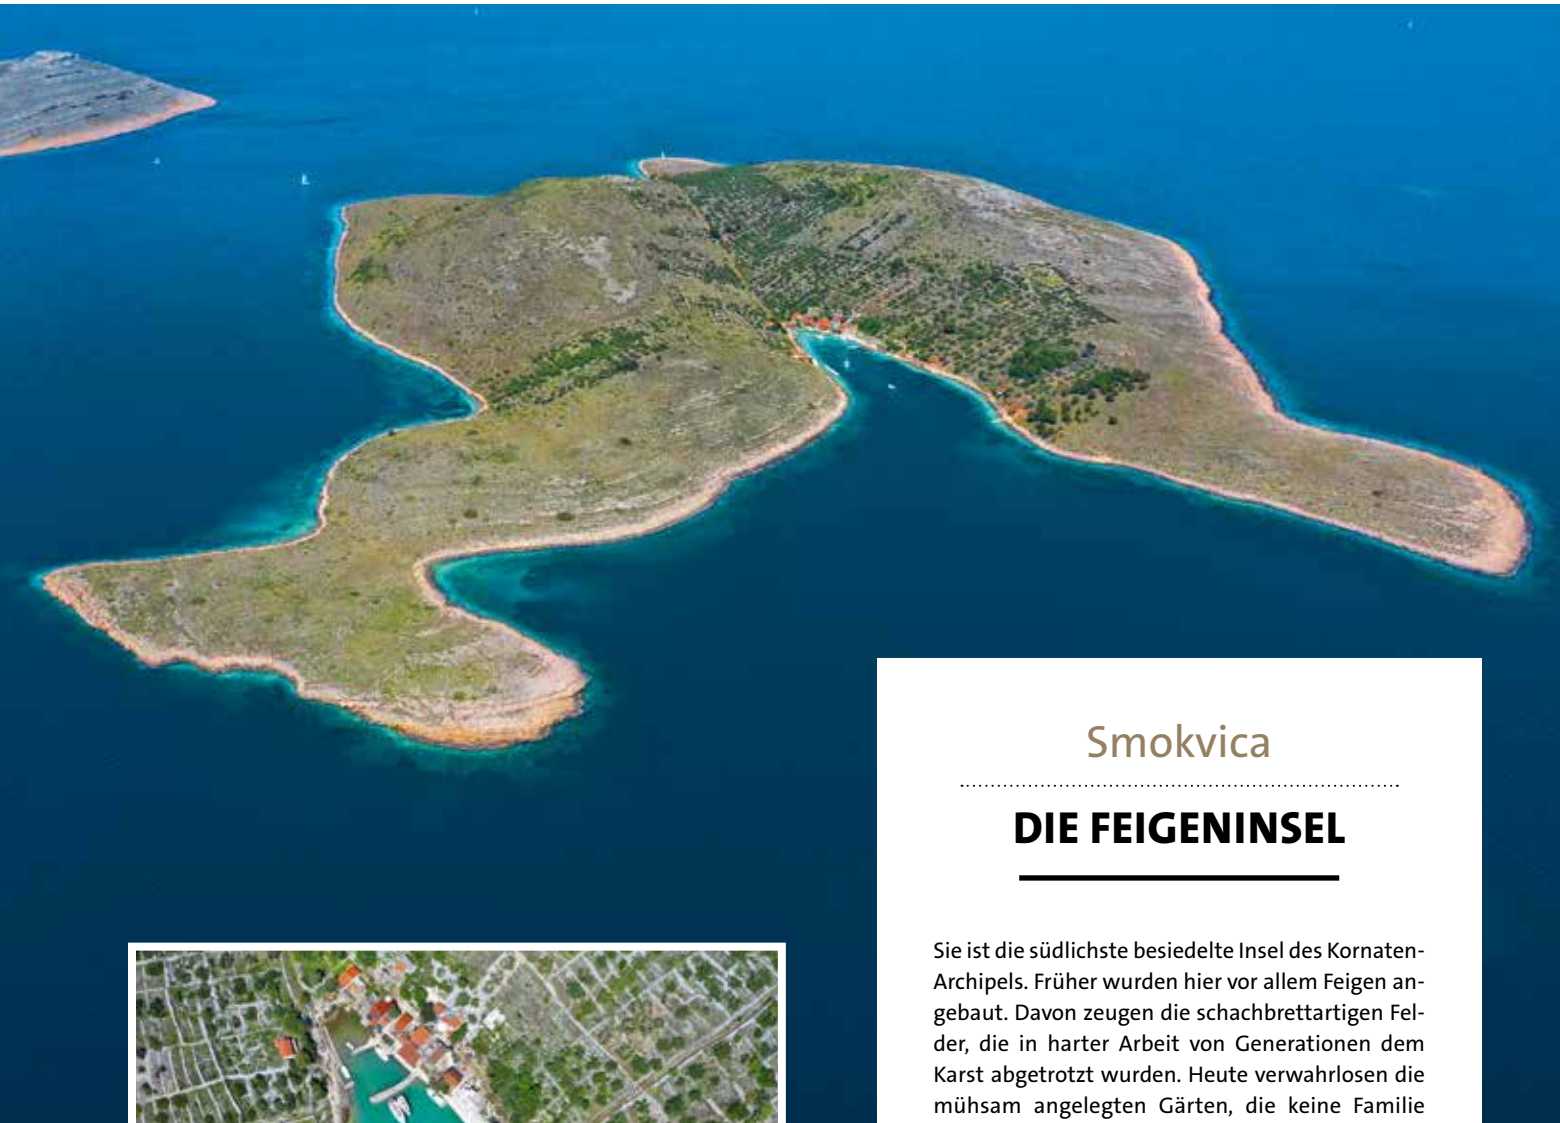 Smokvica
DIE FEIGENINSEL
Sie ist die südlichste besiedelte Insel des Kornaten-
Archipels. Früher wurden hier vor allem Feigen an-
gebaut. Davon zeugen die schachbrettartigen Fel-
der, die in harter Arbeit von Generationen dem
Karst abgetrotzt wurden. Heute verwahrlosen die
mühsam angelegten Gärten, die keine Familie